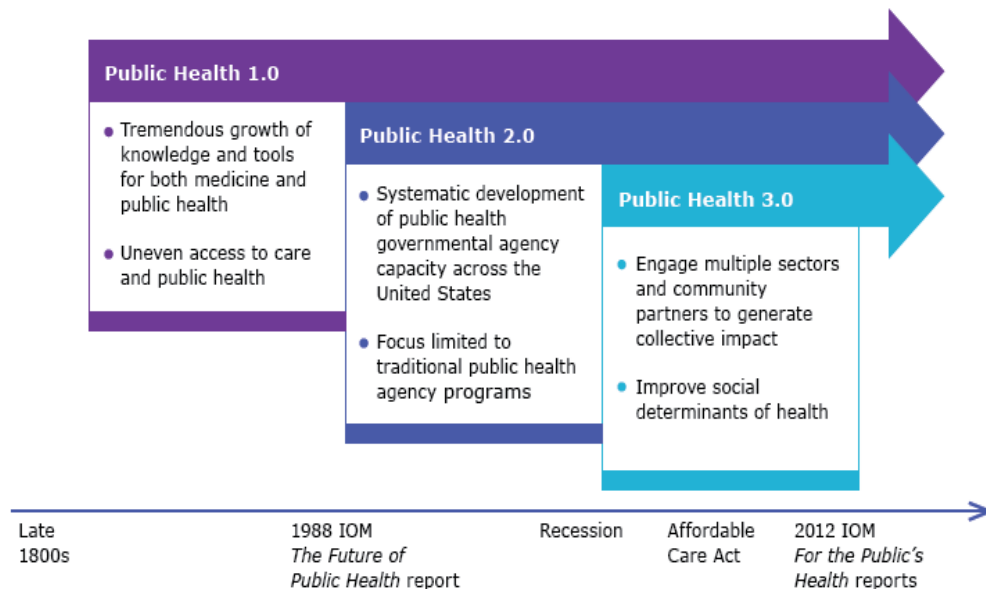 Public Health 1.0
• Tremendous growth of
knowledge and tools
for both medicine and
public health
• Uneven access to care
and public health
Public Health 2.0
• Systematic development
of public health
governmental agency
capacity across the
United States
• Focus limited to
traditional public health
agency programs
Public Health 3.0
• Engage multiple sectors
and community
partners to generate
collective impact
• Improve social
determinants of health
Late
1800s
1988 IOM
The Future of
Public Health report
Recession
Affordable
Care Act
2012 IOM
For the Public's
Health reports